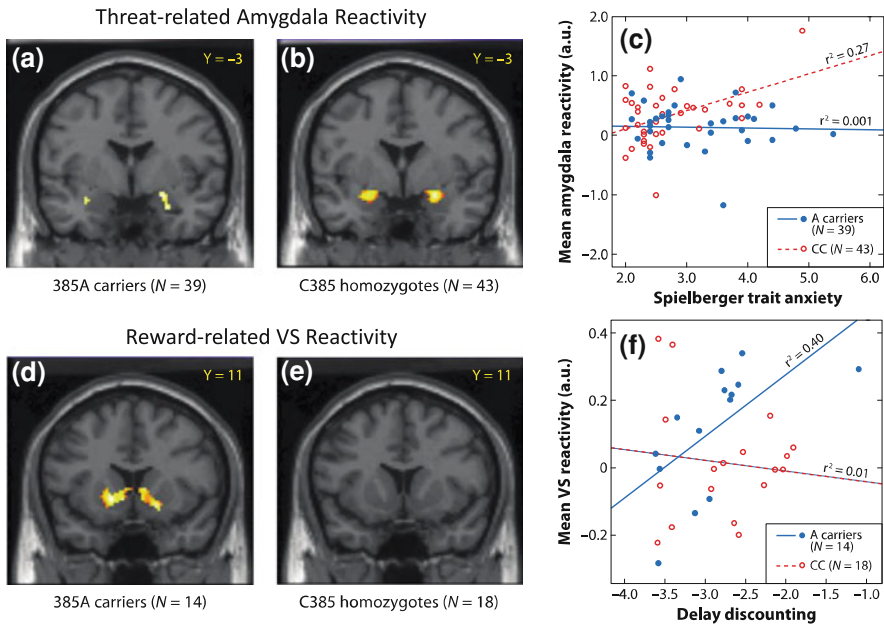 Threat-related Amygdala Reactivity
(a)
Y = –3
(b)
Y = –3
385A carriers (N = 39)
C385 homozygotes (N = 43)
(c)
Mean amygdala reactivity (a.u.)
2.0
1.0
0
–1.0
–2.0
r² = 0.27
r² = 0.001
A carriers
(N = 39)
CC (N = 43)
2.0 3.0 4.0 5.0 6.0
Spielberger trait anxiety
Reward-related VS Reactivity
(d)
Y = 11
(e)
Y = 11
385A carriers (N = 14)
C385 homozygotes (N = 18)
(f)
Mean VS reactivity (a.u.)
0.4
0.2
0
–0.2
r² = 0.40
r² = 0.01
A carriers
(N = 14)
CC (N = 18)
–4.0 –3.5 –3.0 –2.5 –2.0 –1.5 –1.0
Delay discounting